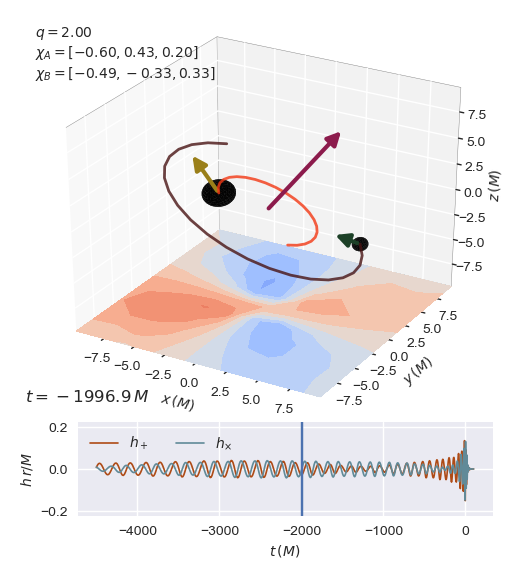 q = 2.00
χ_A = [−0.60, 0.43, 0.20]
χ_B = [−0.49, −0.33, 0.33]
7.5
5.0
2.5
0.0
−2.5
−5.0
−7.5
z (M)
−7.5
−5.0
−2.5
0.0
2.5
5.0
7.5
x (M)
−7.5
−5.0
−2.5
0.0
2.5
5.0
7.5
y (M)
t = −1996.9 M
h_+
h_×
0.2
0.0
−0.2
h r/M
−4000
−3000
−2000
−1000
0
t (M)